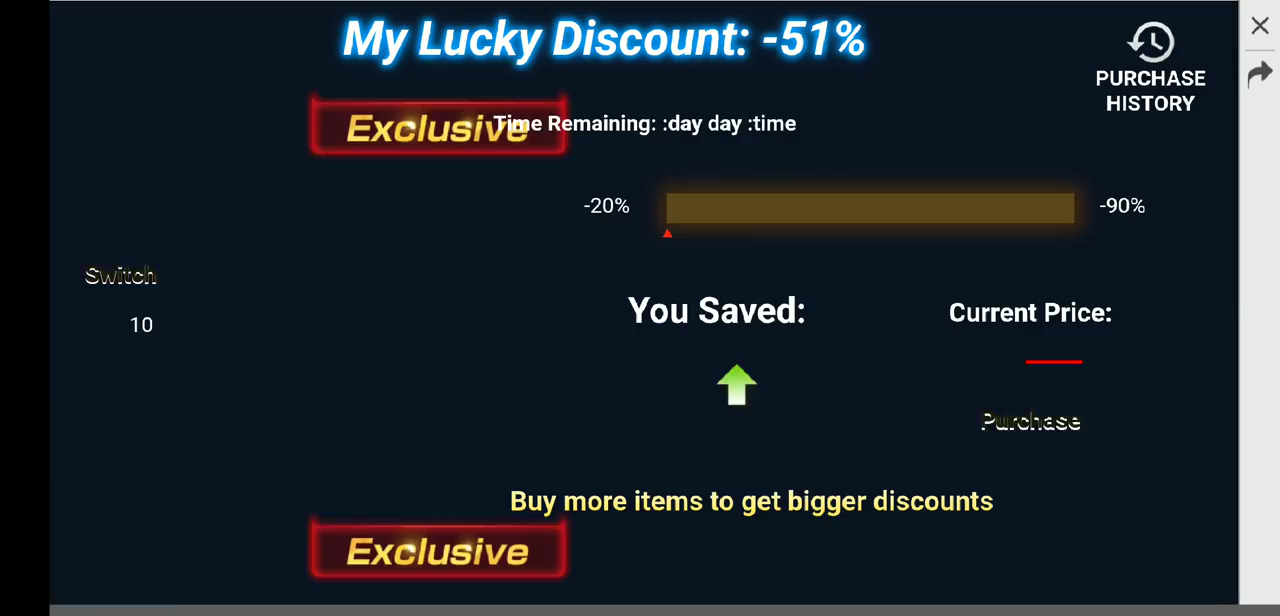 My Lucky Discount: -51%
PURCHASE
HISTORY
Exclusive
Time Remaining: :day day :time
-20%
-90%
Switch
10
You Saved:
Current Price:
Purchase
Buy more items to get bigger discounts
Exclusive